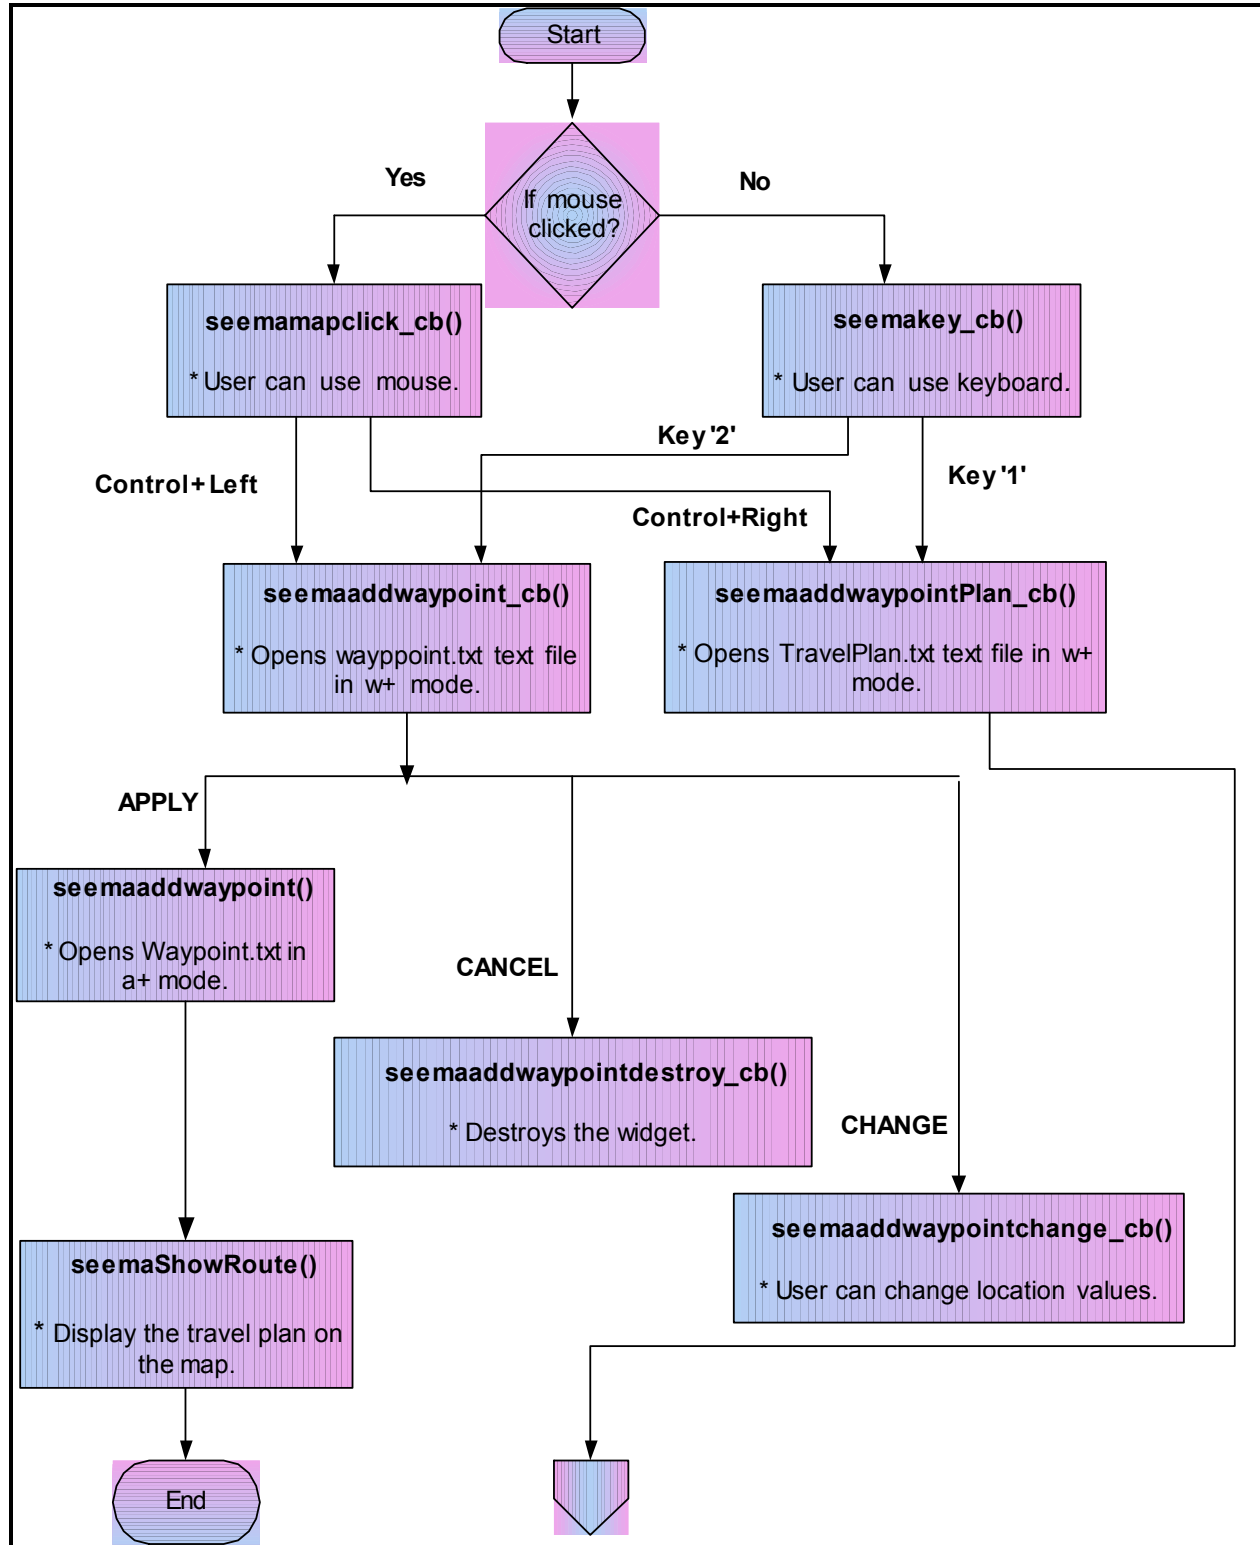 Start
If mouse
clicked?
Yes
No
seemamapclick_cb()
* User can use mouse.
seemakey_cb()
* User can use keyboard.
Control+Left
Key '2'
Key '1'
Control+Right
seemaaddwaypoint_cb()
* Opens wayppoint.txt text file
in w+ mode.
seemaaddwaypointPlan_cb()
* Opens TravelPlan.txt text file in w+
mode.
APPLY
seemaaddwaypoint()
* Opens Waypoint.txt in
a+ mode.
CANCEL
seemaaddwaypointdestroy_cb()
* Destroys the widget.
CHANGE
seemaaddwaypointchange_cb()
* User can change location values.
seemaShowRoute()
* Display the travel plan on
the map.
End